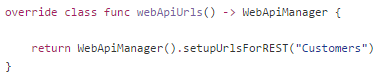 override class func webApiUrls() -> WebApiManager {
return WebApiManager().setupUrlsForREST("Customers")
}